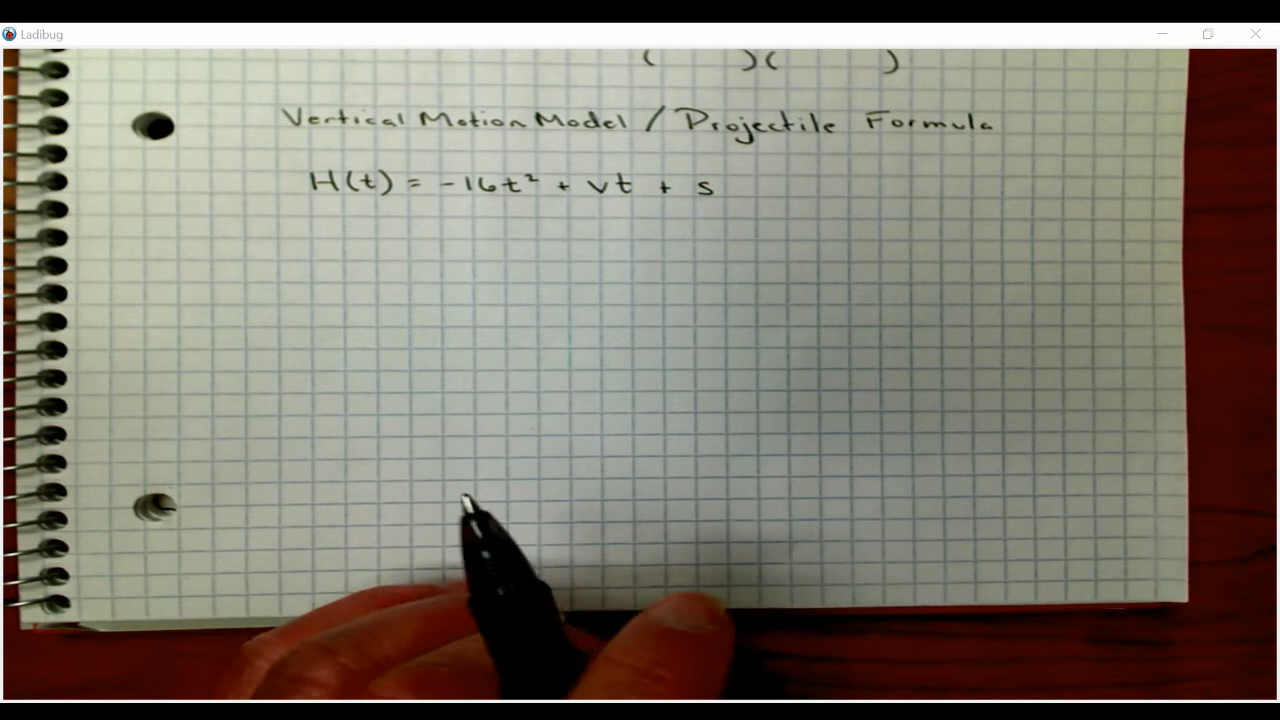 Ladibug
( )( )
Vertical Motion Model / Projectile Formula
H(t) = -16t² + vt + s